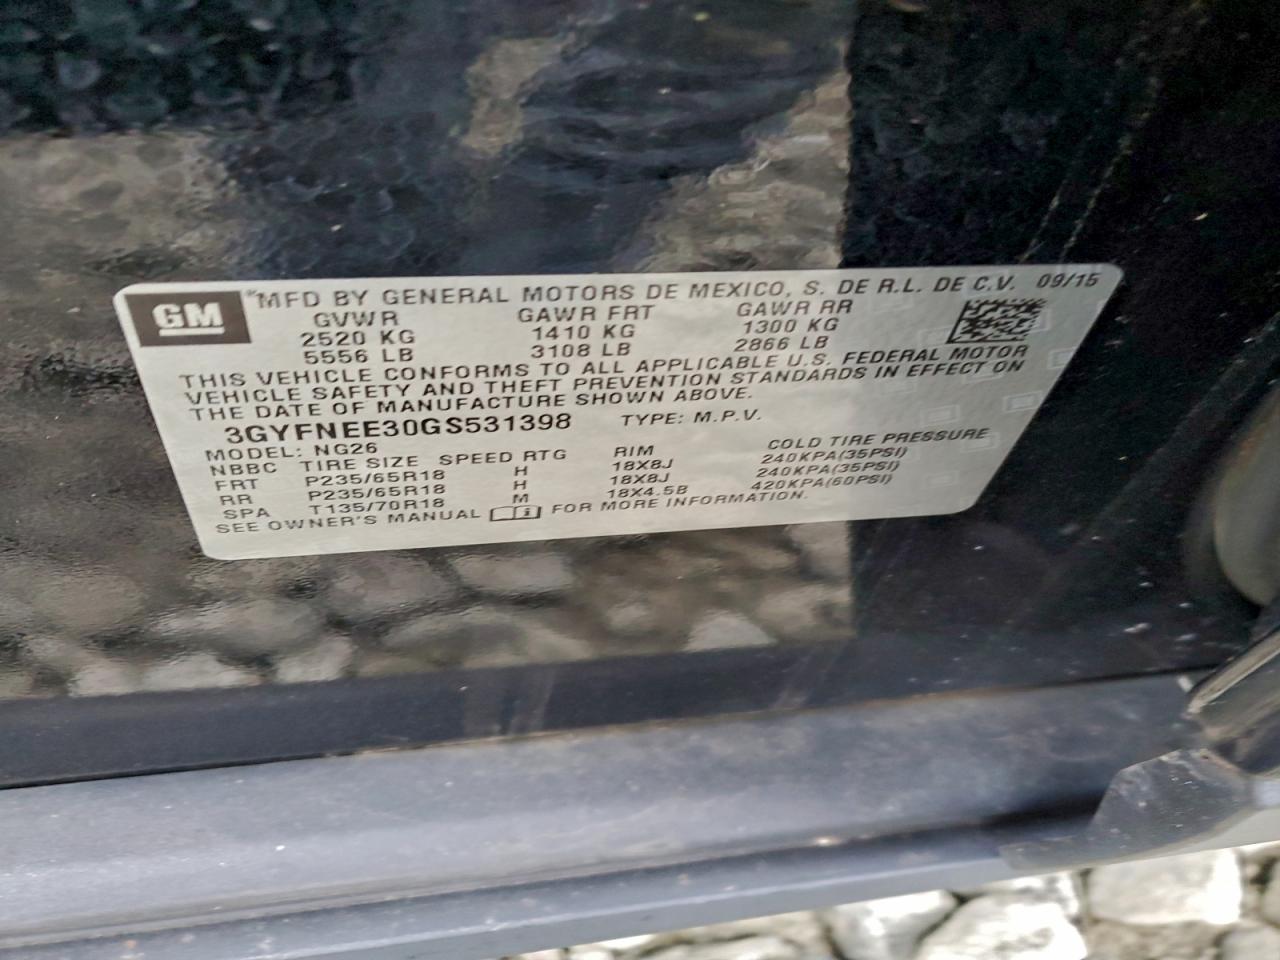 GM *MFD BY GENERAL MOTORS DE MEXICO, S. DE R.L. DE C.V. 09/15
GVWR GAWR FRT GAWR RR
2520 KG 1410 KG 1300 KG
5556 LB 3108 LB 2866 LB
THIS VEHICLE CONFORMS TO ALL APPLICABLE U.S. FEDERAL MOTOR
VEHICLE SAFETY AND THEFT PREVENTION STANDARDS IN EFFECT ON
THE DATE OF MANUFACTURE SHOWN ABOVE.
3GYFNEE30GS531398 TYPE: M.P.V.
MODEL: NG26
NBBC TIRE SIZE SPEED RTG RIM COLD TIRE PRESSURE
FRT P235/65R18 H 18X8J 240KPA(35PSI)
RR P235/65R18 H 18X8J 240KPA(35PSI)
SPA T135/70R18 M 18X4.5B 420KPA(60PSI)
SEE OWNER'S MANUAL FOR MORE INFORMATION.